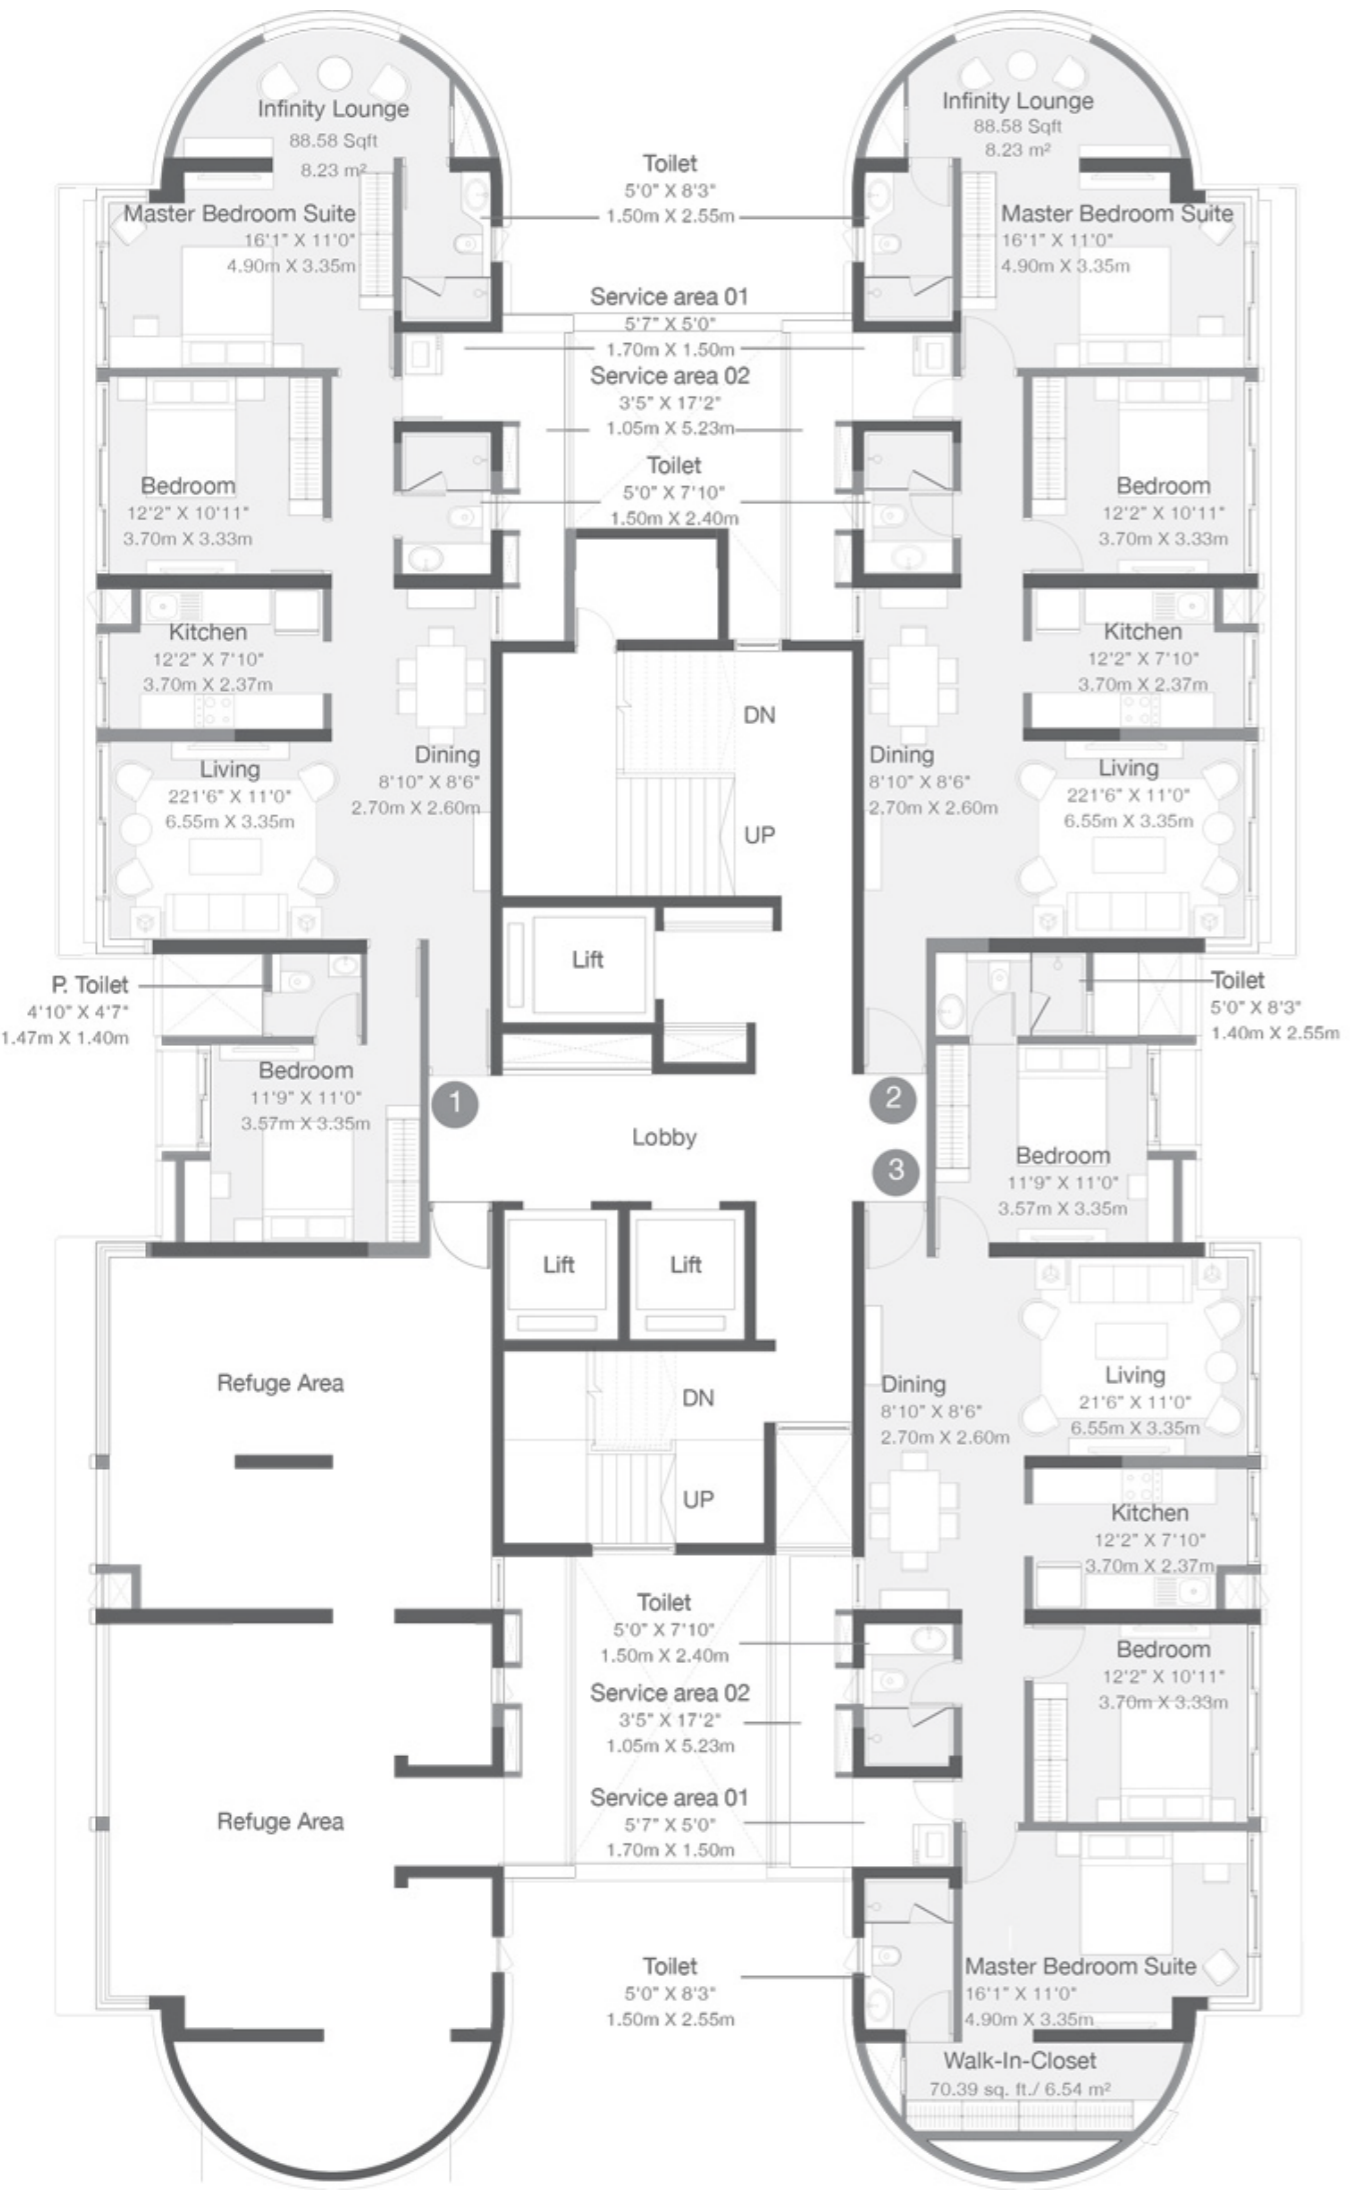 Infinity Lounge
88.58 Sqft
8.23 m²
Master Bedroom Suite
16'1" X 11'0"
4.90m X 3.35m
Toilet
5'0" X 8'3"
1.50m X 2.55m
Infinity Lounge
88.58 Sqft
8.23 m²
Master Bedroom Suite
16'1" X 11'0"
4.90m X 3.35m
Service area 01
5'7" X 5'0"
1.70m X 1.50m
Service area 02
3'5" X 17'2"
1.05m X 5.23m
Toilet
5'0" X 7'10"
1.50m X 2.40m
Bedroom
12'2" X 10'11"
3.70m X 3.33m
Bedroom
12'2" X 10'11"
3.70m X 3.33m
Kitchen
12'2" X 7'10"
3.70m X 2.37m
Kitchen
12'2" X 7'10"
3.70m X 2.37m
DN
UP
Dining
8'10" X 8'6"
2.70m X 2.60m
Dining
8'10" X 8'6"
2.70m X 2.60m
Living
221'6" X 11'0"
6.55m X 3.35m
Living
221'6" X 11'0"
6.55m X 3.35m
Lift
P. Toilet
4'10" X 4'7"
1.47m X 1.40m
Toilet
5'0" X 8'3"
1.40m X 2.55m
Bedroom
11'9" X 11'0"
3.57m X 3.35m
1
Lobby
2
3
Bedroom
11'9" X 11'0"
3.57m X 3.35m
Lift
Lift
Refuge Area
DN
UP
Dining
8'10" X 8'6"
2.70m X 2.60m
Living
21'6" X 11'0"
6.55m X 3.35m
Kitchen
12'2" X 7'10"
3.70m X 2.37m
Toilet
5'0" X 7'10"
1.50m X 2.40m
Bedroom
12'2" X 10'11"
3.70m X 3.33m
Service area 02
3'5" X 17'2"
1.05m X 5.23m
Refuge Area
Service area 01
5'7" X 5'0"
1.70m X 1.50m
Toilet
5'0" X 8'3"
1.50m X 2.55m
Master Bedroom Suite
16'1" X 11'0"
4.90m X 3.35m
Walk-In-Closet
70.39 sq. ft./ 6.54 m²